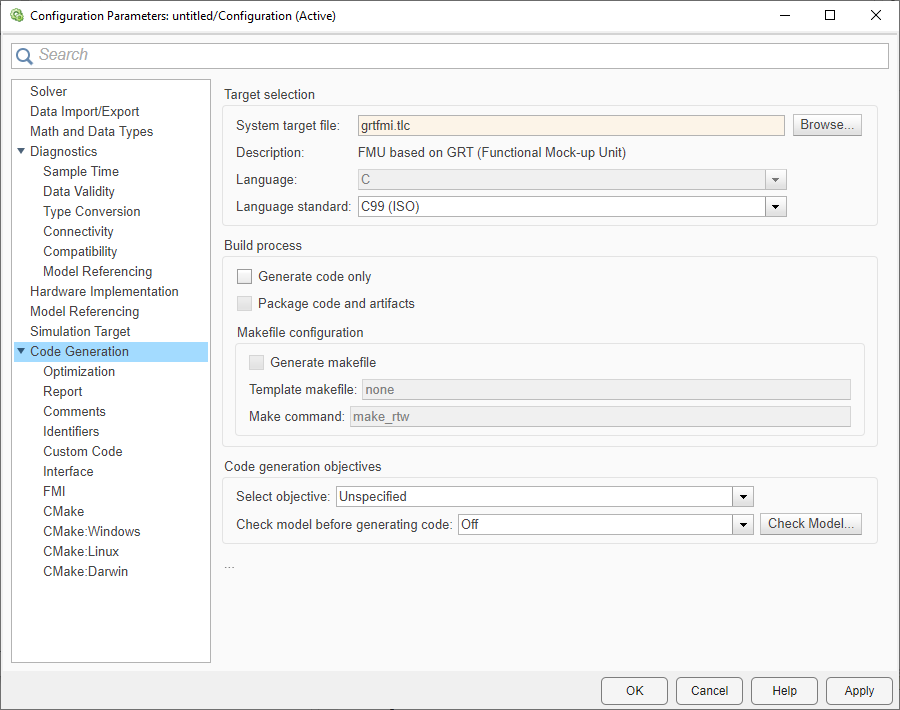 Configuration Parameters: untitled/Configuration (Active)
Search
Solver
Data Import/Export
Math and Data Types
Diagnostics
Sample Time
Data Validity
Type Conversion
Connectivity
Compatibility
Model Referencing
Hardware Implementation
Model Referencing
Simulation Target
Code Generation
Optimization
Report
Comments
Identifiers
Custom Code
Interface
FMI
CMake
CMake:Windows
CMake:Linux
CMake:Darwin
Target selection
System target file: grtfmi.tlc Browse...
Description: FMU based on GRT (Functional Mock-up Unit)
Language: C
Language standard: C99 (ISO)
Build process
Generate code only
Package code and artifacts
Makefile configuration
Generate makefile
Template makefile: none
Make command: make_rtw
Code generation objectives
Select objective: Unspecified
Check model before generating code: Off Check Model...
...
OK Cancel Help Apply